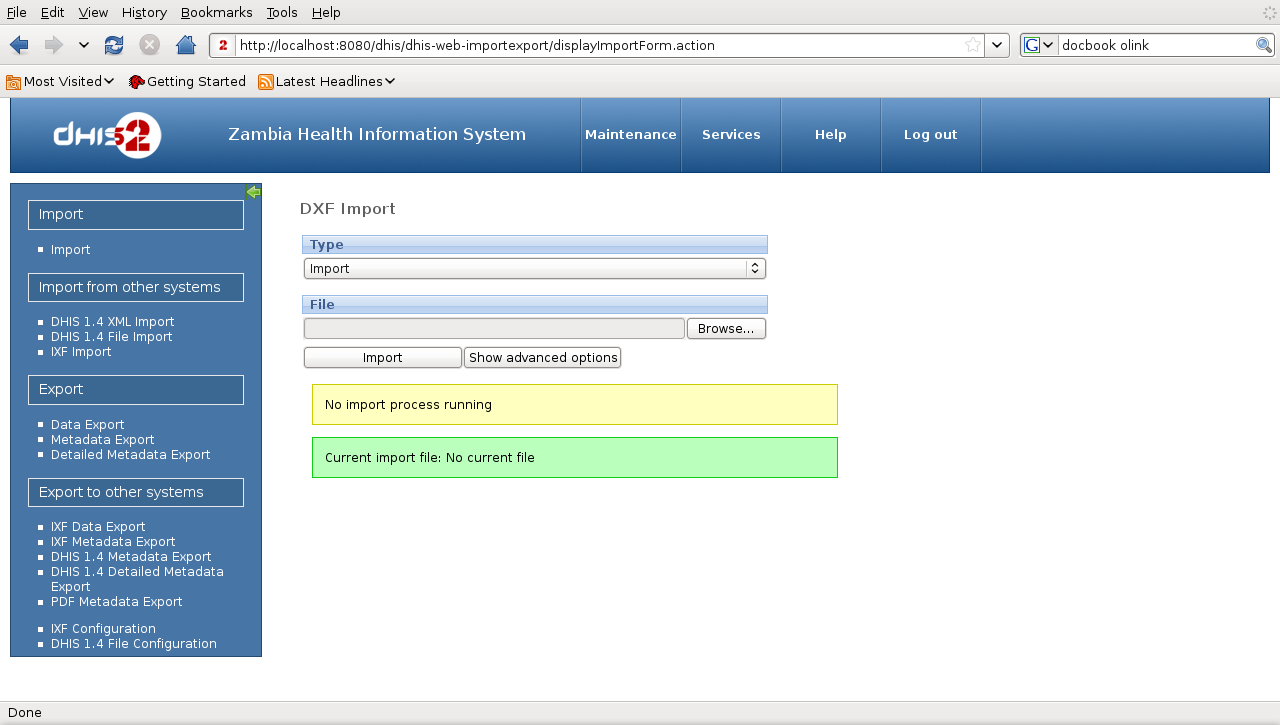 File Edit View History Bookmarks Tools Help
2 http://localhost:8080/dhis/dhis-web-importexport/displayImportForm.action G docbook olink
Most Visited Getting Started Latest Headlines
dhis2 Zambia Health Information System Maintenance Services Help Log out
Import
Import
Import from other systems
DHIS 1.4 XML Import
DHIS 1.4 File Import
IXF Import
Export
Data Export
Metadata Export
Detailed Metadata Export
Export to other systems
IXF Data Export
IXF Metadata Export
DHIS 1.4 Metadata Export
DHIS 1.4 Detailed Metadata
Export
PDF Metadata Export
IXF Configuration
DHIS 1.4 File Configuration
DXF Import
Type
Import
File
Browse...
Import Show advanced options
No import process running
Current import file: No current file
Done